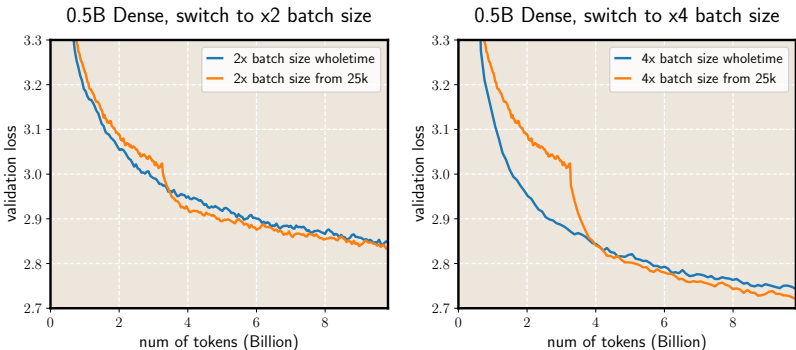 0.5B Dense, switch to x2 batch size
3.3
3.2
3.1
3.0
2.9
2.8
2.7
validation loss
2x batch size wholetime
2x batch size from 25k
0
2
4
6
8
num of tokens (Billion)
0.5B Dense, switch to x4 batch size
3.3
3.2
3.1
3.0
2.9
2.8
2.7
validation loss
4x batch size wholetime
4x batch size from 25k
0
2
4
6
8
num of tokens (Billion)